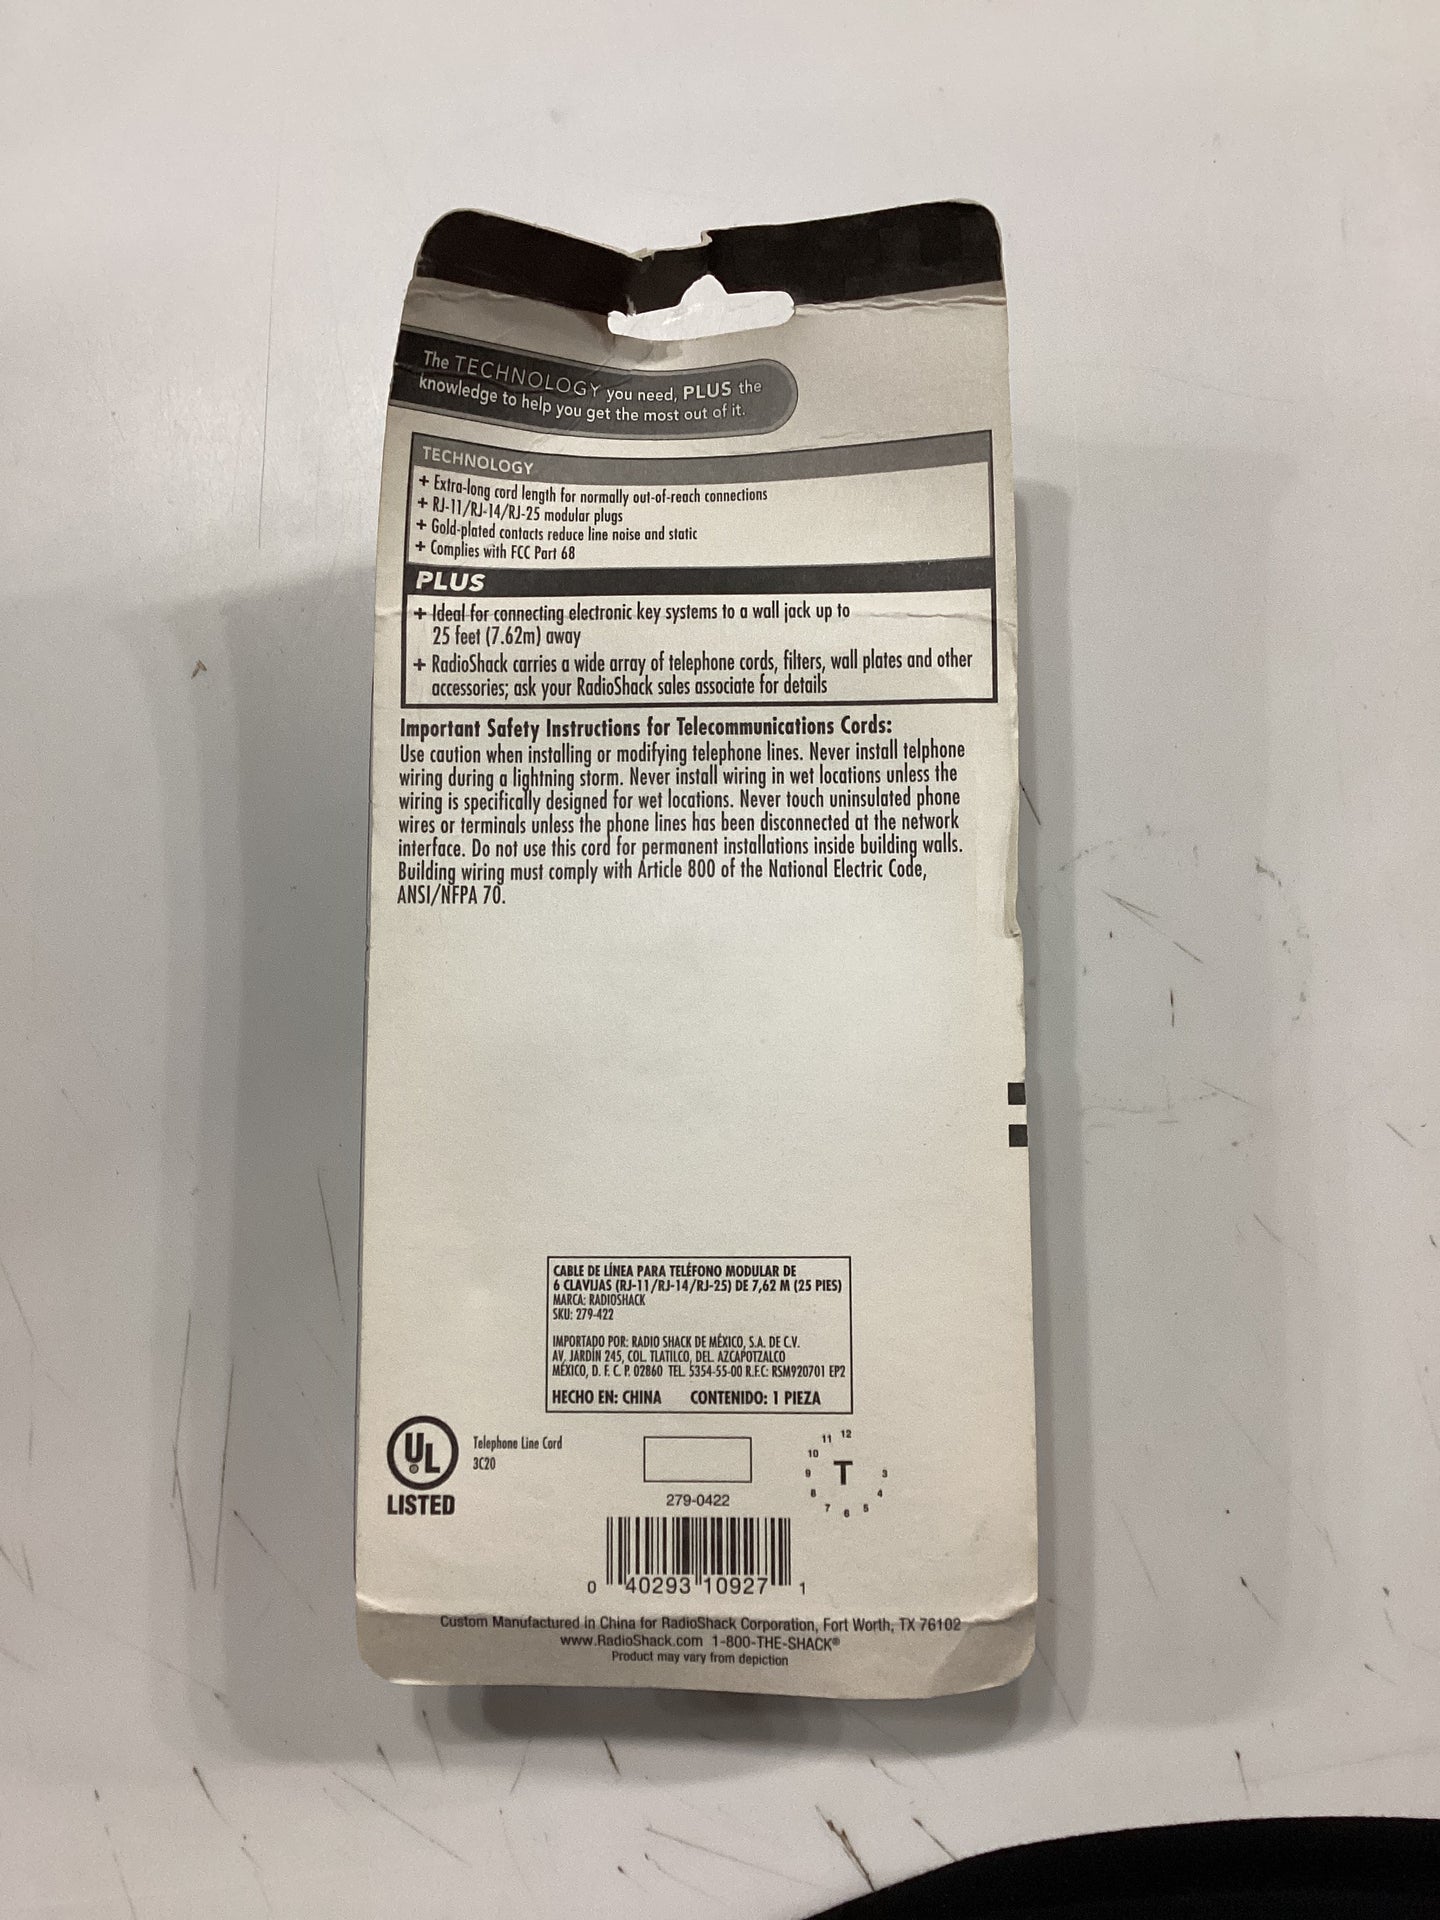 The TECHNOLOGY you need, PLUS the
knowledge to help you get the most out of it.
TECHNOLOGY
+ Extra-long cord length for normally out-of-reach connections
+ RJ-11/RJ-14/RJ-25 modular plugs
+ Gold-plated contacts reduce line noise and static
+ Complies with FCC Part 68
PLUS
+ Ideal for connecting electronic key systems to a wall jack up to
25 feet (7.62m) away
+ RadioShack carries a wide array of telephone cords, filters, wall plates and other
accessories; ask your RadioShack sales associate for details
Important Safety Instructions for Telecommunications Cords:
Use caution when installing or modifying telephone lines. Never install telphone
wiring during a lightning storm. Never install wiring in wet locations unless the
wiring is specifically designed for wet locations. Never touch uninsulated phone
wires or terminals unless the phone lines has been disconnected at the network
interface. Do not use this cord for permanent installations inside building walls.
Building wiring must comply with Article 800 of the National Electric Code,
ANSI/NFPA 70.
CABLE DE LÍNEA PARA TELÉFONO MODULAR DE
6 CLAVIJAS (RJ-11/RJ-14/RJ-25) DE 7,62 M (25 PIES)
MARCA: RADIOSHACK
SKU: 279-422
IMPORTADO POR: RADIO SHACK DE MÉXICO, S.A. DE C.V.
AV. JARDÍN 245, COL. TLATILCO, DEL. AZCAPOTZALCO
MÉXICO, D. F. C. P. 02860 TEL. 5354-55-00 R.F.C: RSM920701 EP2
HECHO EN: CHINA CONTENIDO: 1 PIEZA
UL
LISTED
Telephone Line Cord
3C20
279-0422
11 12
10
9 T 3
8 4
7 6 5
0 40293 10927 1
Custom Manufactured in China for RadioShack Corporation, Fort Worth, TX 76102
www.RadioShack.com 1-800-THE-SHACK®
Product may vary from depiction